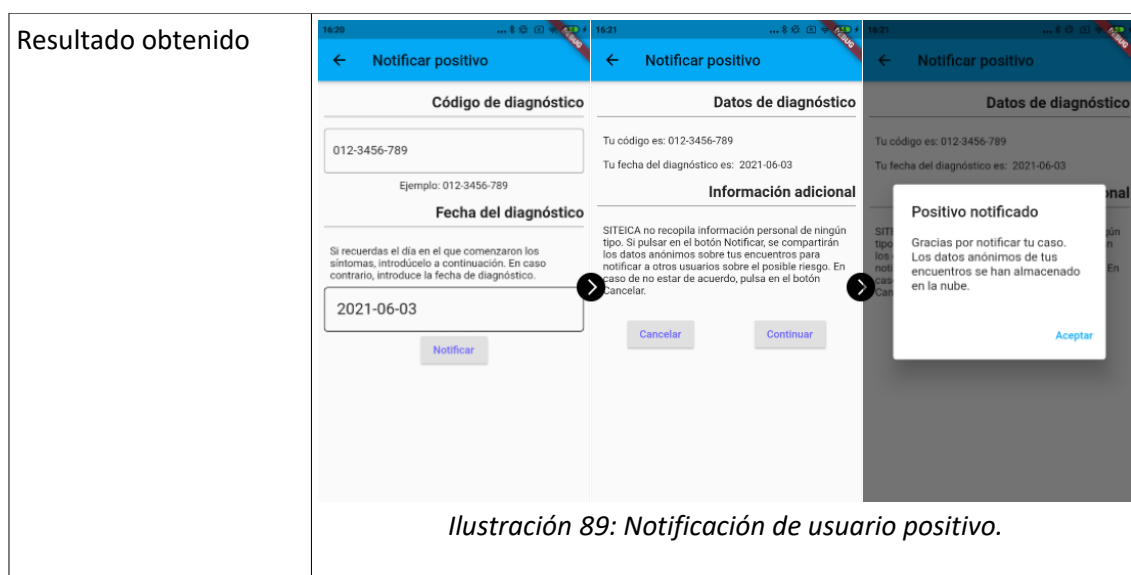 Resultado obtenido
16:20
DEBUG
Notificar positivo
Código de diagnóstico
012-3456-789
Ejemplo: 012-3456-789
Fecha del diagnóstico
Si recuerdas el día en el que comenzaron los
síntomas, introdúcelo a continuación. En caso
contrario, introduce la fecha de diagnóstico.
2021-06-03
Notificar
16:21
DEBUG
Notificar positivo
Datos de diagnóstico
Tu código es: 012-3456-789
Tu fecha del diagnóstico es: 2021-06-03
Información adicional
SITEICA no recopila información personal de ningún
tipo. Si pulsar en el botón Notificar, se compartirán
los datos anónimos sobre tus encuentros para
notificar a otros usuarios sobre el posible riesgo. En
caso de no estar de acuerdo, pulsa en el botón
Cancelar.
Cancelar
Continuar
16:21
DEBUG
Notificar positivo
Datos de diagnóstico
Tu código es: 012-3456-789
Tu fecha del diagnóstico es: 2021-06-03
Positivo notificado
Gracias por notificar tu caso.
Los datos anónimos de tus
encuentros se han almacenado
en la nube.
Aceptar
Ilustración 89: Notificación de usuario positivo.